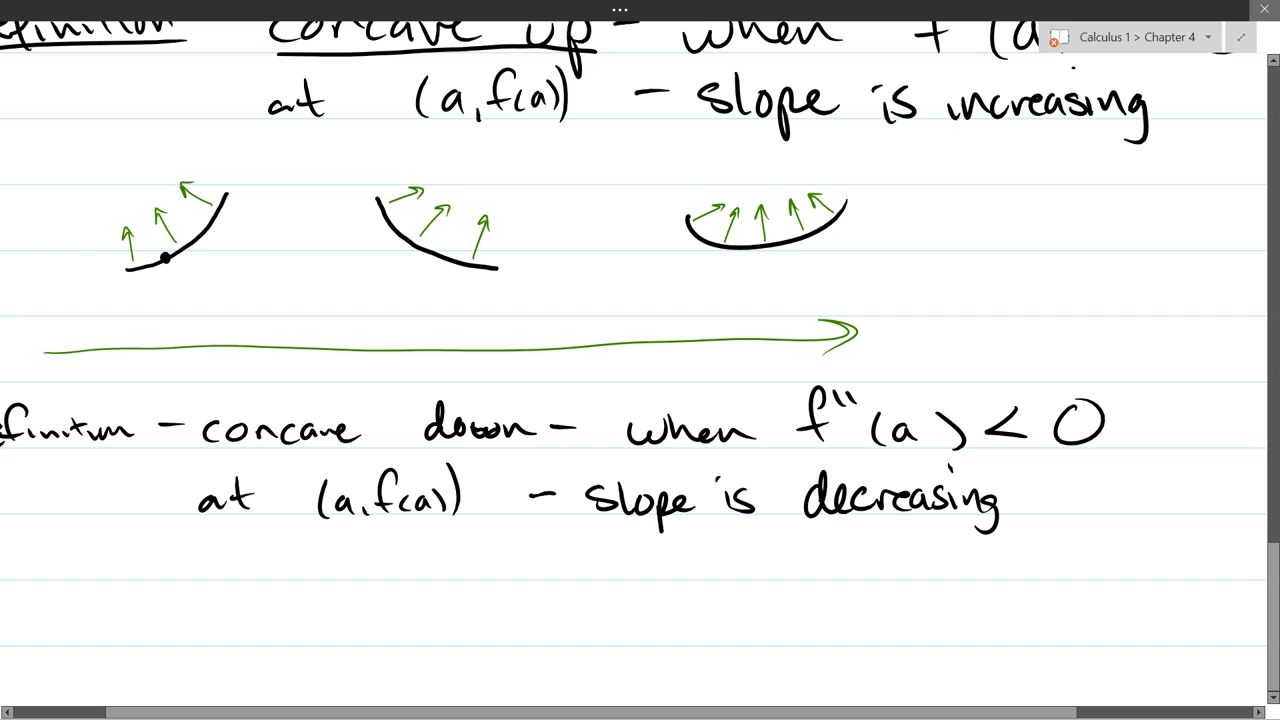 Calculus 1 > Chapter 4
concave up - when
at (a, f(a)) - slope is increasing
- concave down - when f"(a) < 0
at (a, f(a)) - slope is decreasing